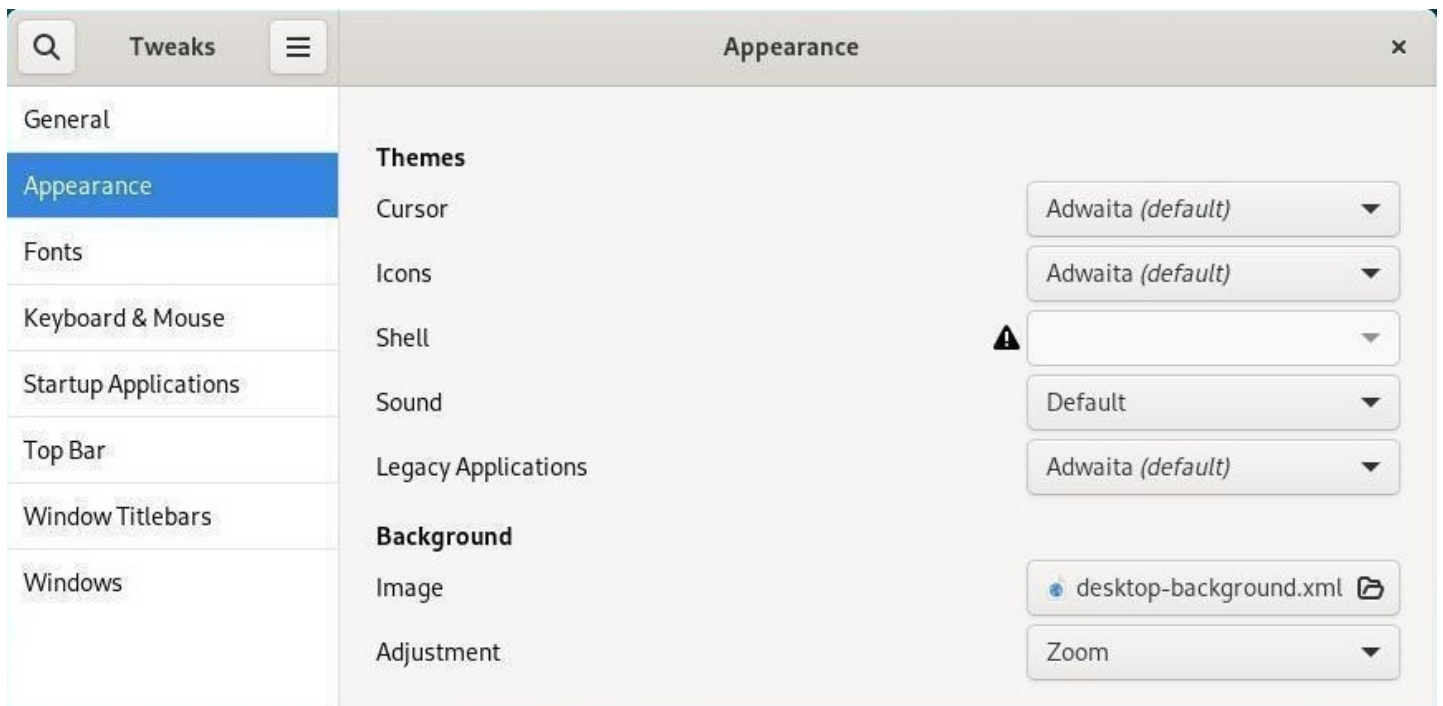 Tweaks
Appearance
General
Appearance
Fonts
Keyboard & Mouse
Startup Applications
Top Bar
Window Titlebars
Windows
Themes
Cursor Adwaita (default)
Icons Adwaita (default)
Shell
Sound Default
Legacy Applications Adwaita (default)
Background
Image desktop-background.xml
Adjustment Zoom